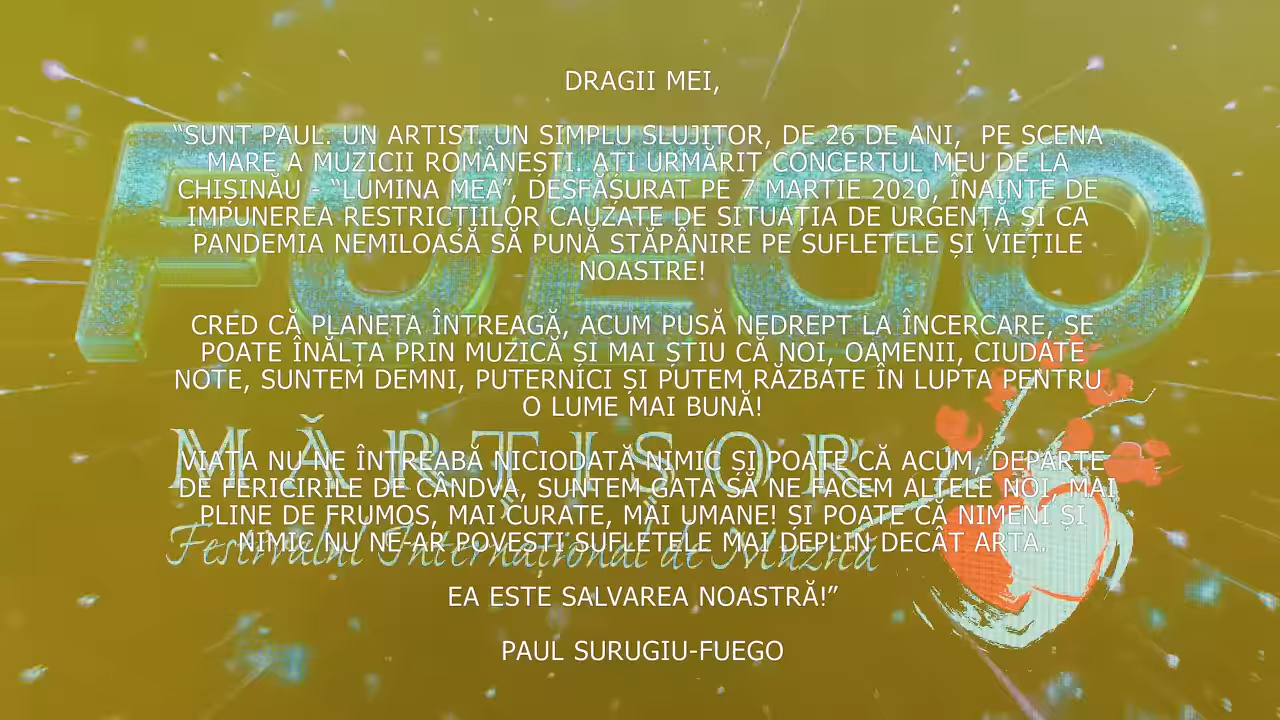 DRAGII MEI,
“SUNT PAUL. UN ARTIST. UN SIMPLU SLUJITOR, DE 26 DE ANI, PE SCENA
MARE A MUZICII ROMÂNEȘTI. AȚI URMĂRIT CONCERTUL MEU DE LA
CHIȘINĂU - “LUMINA MEA”, DESFĂȘURAT PE 7 MARTIE 2020, ÎNAINTE DE
IMPUNEREA RESTRICȚIILOR CAUZATE DE SITUAȚIA DE URGENȚĂ ȘI CA
PANDEMIA NEMILOASĂ SĂ PUNĂ STĂPÂNIRE PE SUFLETELE ȘI VIEȚILE
NOASTRE!
CRED CĂ PLANETA ÎNTREAGĂ, ACUM PUSĂ NEDREPT LA ÎNCERCARE, SE
POATE ÎNĂLȚA PRIN MUZICĂ ȘI MAI ȘTIU CĂ NOI, OAMENII, CIUDATE
NOTE, SUNTEM DEMNI, PUTERNICI ȘI PUTEM RĂZBATE ÎN LUPTA PENTRU
O LUME MAI BUNĂ!
VIAȚA NU NE ÎNTREABĂ NICIODATĂ NIMIC ȘI POATE CĂ ACUM, DEPARTE
DE FERICIRILE DE CÂNDVA, SUNTEM GATA SĂ NE FACEM ALTELE NOI, MAI
PLINE DE FRUMOS, MAI CURATE, MAI UMANE! ȘI POATE CĂ NIMENI ȘI
NIMIC NU NE-AR POVESTI SUFLETELE MAI DEPLIN DECÂT ARTA.
EA ESTE SALVAREA NOASTRĂ!”
PAUL SURUGIU-FUEGO
FUEGO
MĂRȚIȘOR
Festivalul Internațional de Muzică